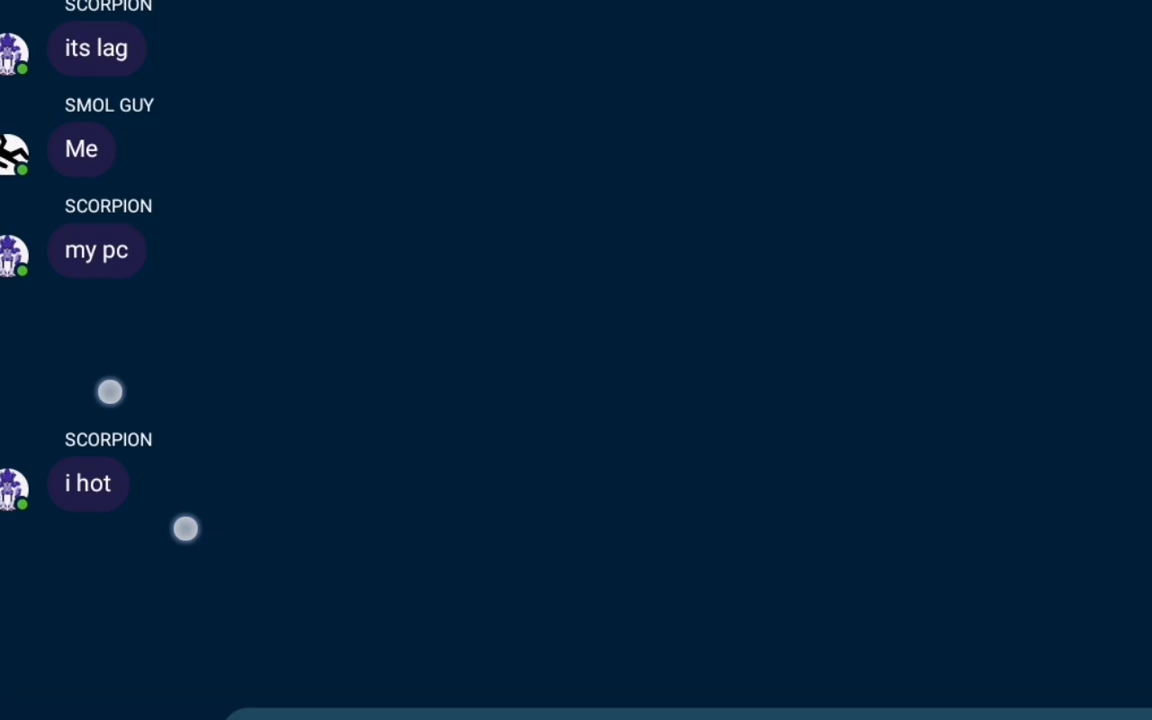 SCORPION
its lag
SMOL GUY
Me
SCORPION
my pc
SCORPION
i hot